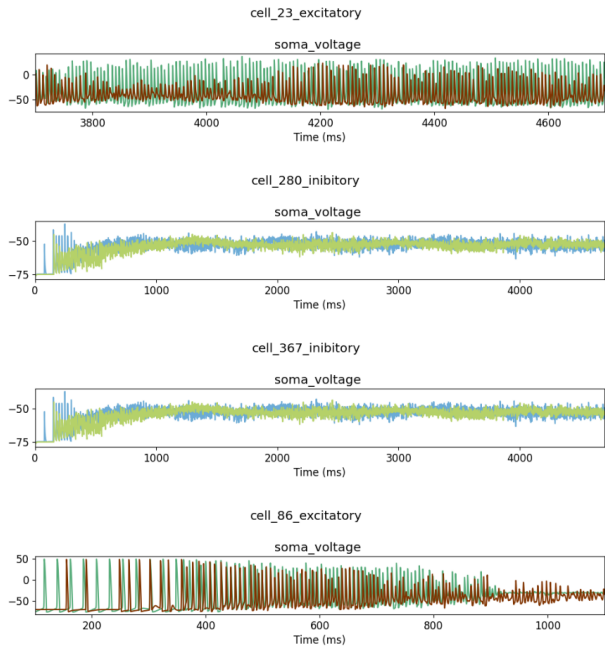 cell_23_excitatory
soma_voltage
0
−50
3800 4000 4200 4400 4600
Time (ms)
cell_280_inibitory
soma_voltage
−50
−75
0 1000 2000 3000 4000
Time (ms)
cell_367_inibitory
soma_voltage
−50
−75
0 1000 2000 3000 4000
Time (ms)
cell_86_excitatory
soma_voltage
50
0
−50
200 400 600 800 1000
Time (ms)